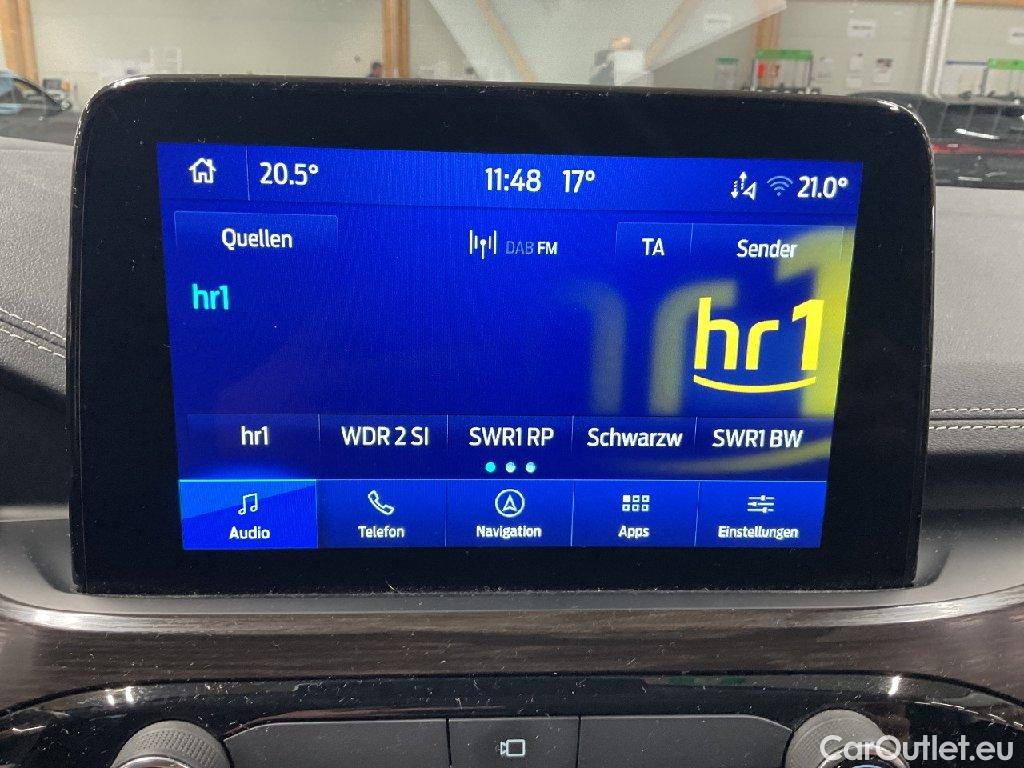 20.5° 11:48 17° 21.0°
Quellen DAB FM TA Sender
hr1
hr1
hr1 WDR 2 SI SWR1 RP Schwarzw SWR1 BW
Audio Telefon Navigation Apps Einstellungen
CarOutlet.eu